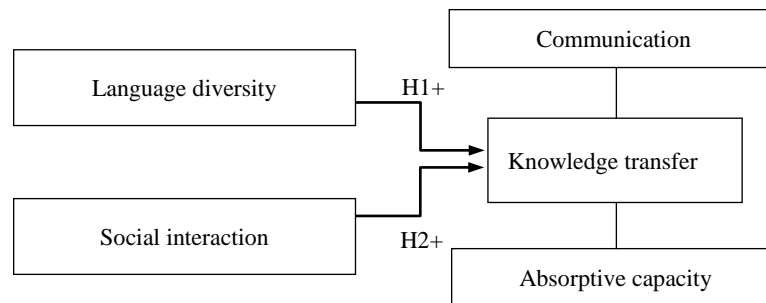 Communication
Language diversity
H1+
Knowledge transfer
Social interaction
H2+
Absorptive capacity